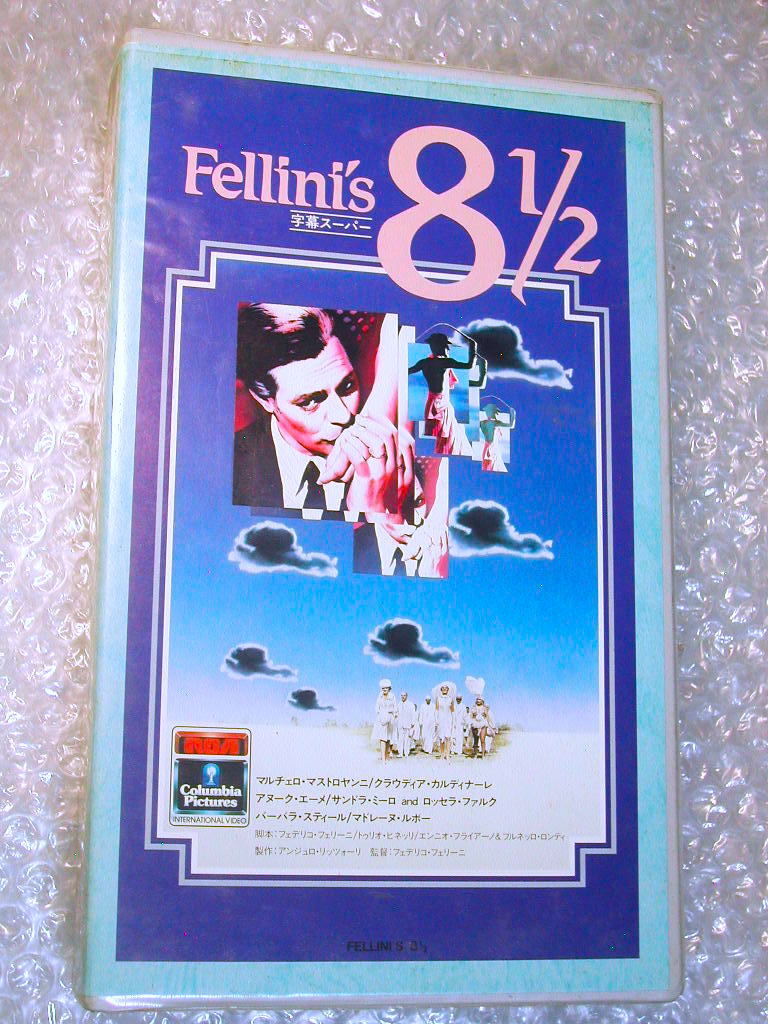 Fellini's 8 1/2
字幕スーパー
RCA
Columbia
Pictures
INTERNATIONAL VIDEO
マルチェロ・マストロヤンニ/クラウディア・カルディナーレ
アヌーク・エーメ/サンドラ・ミーロ and ロッセラ・ファルク
バーバラ・スティール/マドレーヌ・ルボー
脚本:フェデリコ・フェリーニ/トゥリオ・ピネッリ/エンニオ・フライアーノ&ブルネッロ・ロンディ
製作:アンジェロ・リッツォーリ 監督:フェデリコ・フェリーニ
FELLINI'S 8½